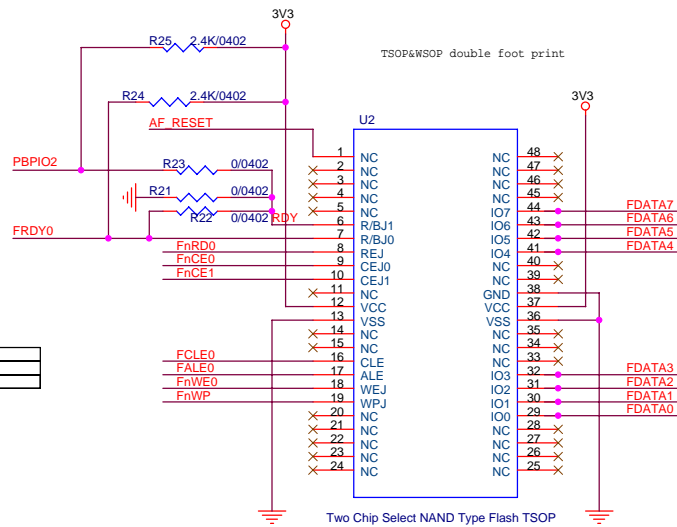 3V3
R25 2.4K/0402
TSOP&WSOP double foot print
R24 2.4K/0402
3V3
AF_RESET
U2
1 NC NC 48
PBPIO2 R23 0/0402 2 NC NC 47
3 NC NC 46
R21 0/0402 4 NC NC 45
R22 0/0402 RDY 5 NC IO7 44 FDATA7
6 R/BJ1 IO6 43 FDATA6
FRDY0 7 R/BJ0 IO5 42 FDATA5
FnRD0 8 REJ IO4 41 FDATA4
FnCE0 9 CEJ0 NC 40
FnCE1 10 CEJ1 NC 39
11 NC GND 38
12 VCC VCC 37
13 VSS VSS 36
14 NC NC 35
15 NC NC 34
FCLE0 16 CLE NC 33
FALE0 17 ALE IO3 32 FDATA3
FnWE0 18 WEJ IO2 31 FDATA2
FnWP 19 WPJ IO1 30 FDATA1
20 NC IO0 29 FDATA0
21 NC NC 28
22 NC NC 27
23 NC NC 26
24 NC NC 25
Two Chip Select NAND Type Flash TSOP